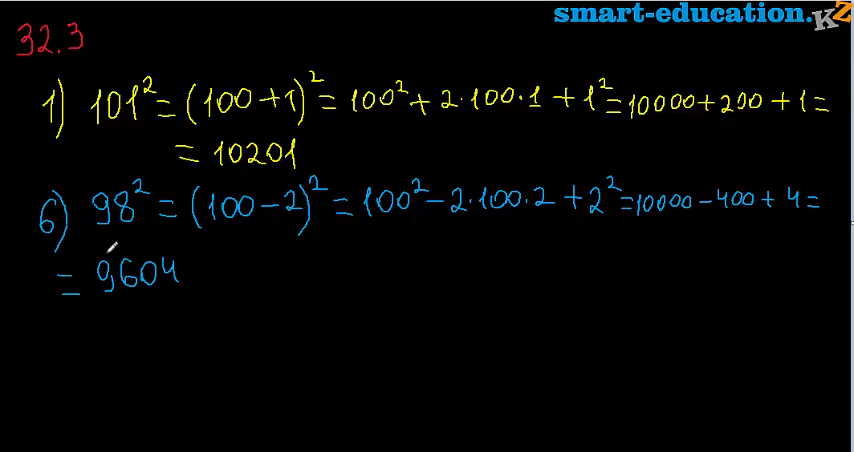 smart-education.KZ
32.3
1) 101² = (100 + 1)² = 100² + 2·100·1 + 1² = 10000 + 200 + 1 =
= 10201
6) 98² = (100 - 2)² = 100² - 2·100·2 + 2² = 10000 - 400 + 4 =
= 9604